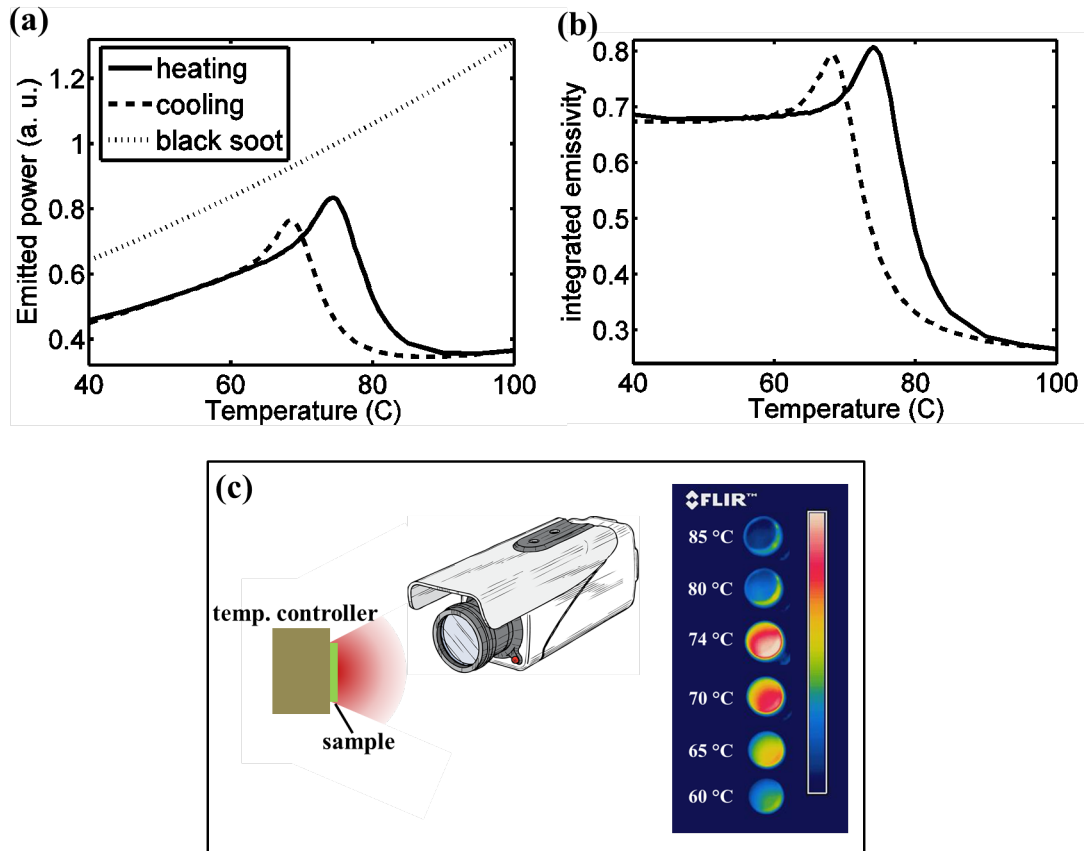 (a)
Emitted power (a. u.)
1.2
1
0.8
0.6
0.4
heating
cooling
black soot
40
60
80
100
Temperature (C)
(b)
integrated emissivity
0.8
0.7
0.6
0.5
0.4
0.3
40
60
80
100
Temperature (C)
(c)
temp. controller
sample
FLIR™
85 °C
80 °C
74 °C
70 °C
65 °C
60 °C